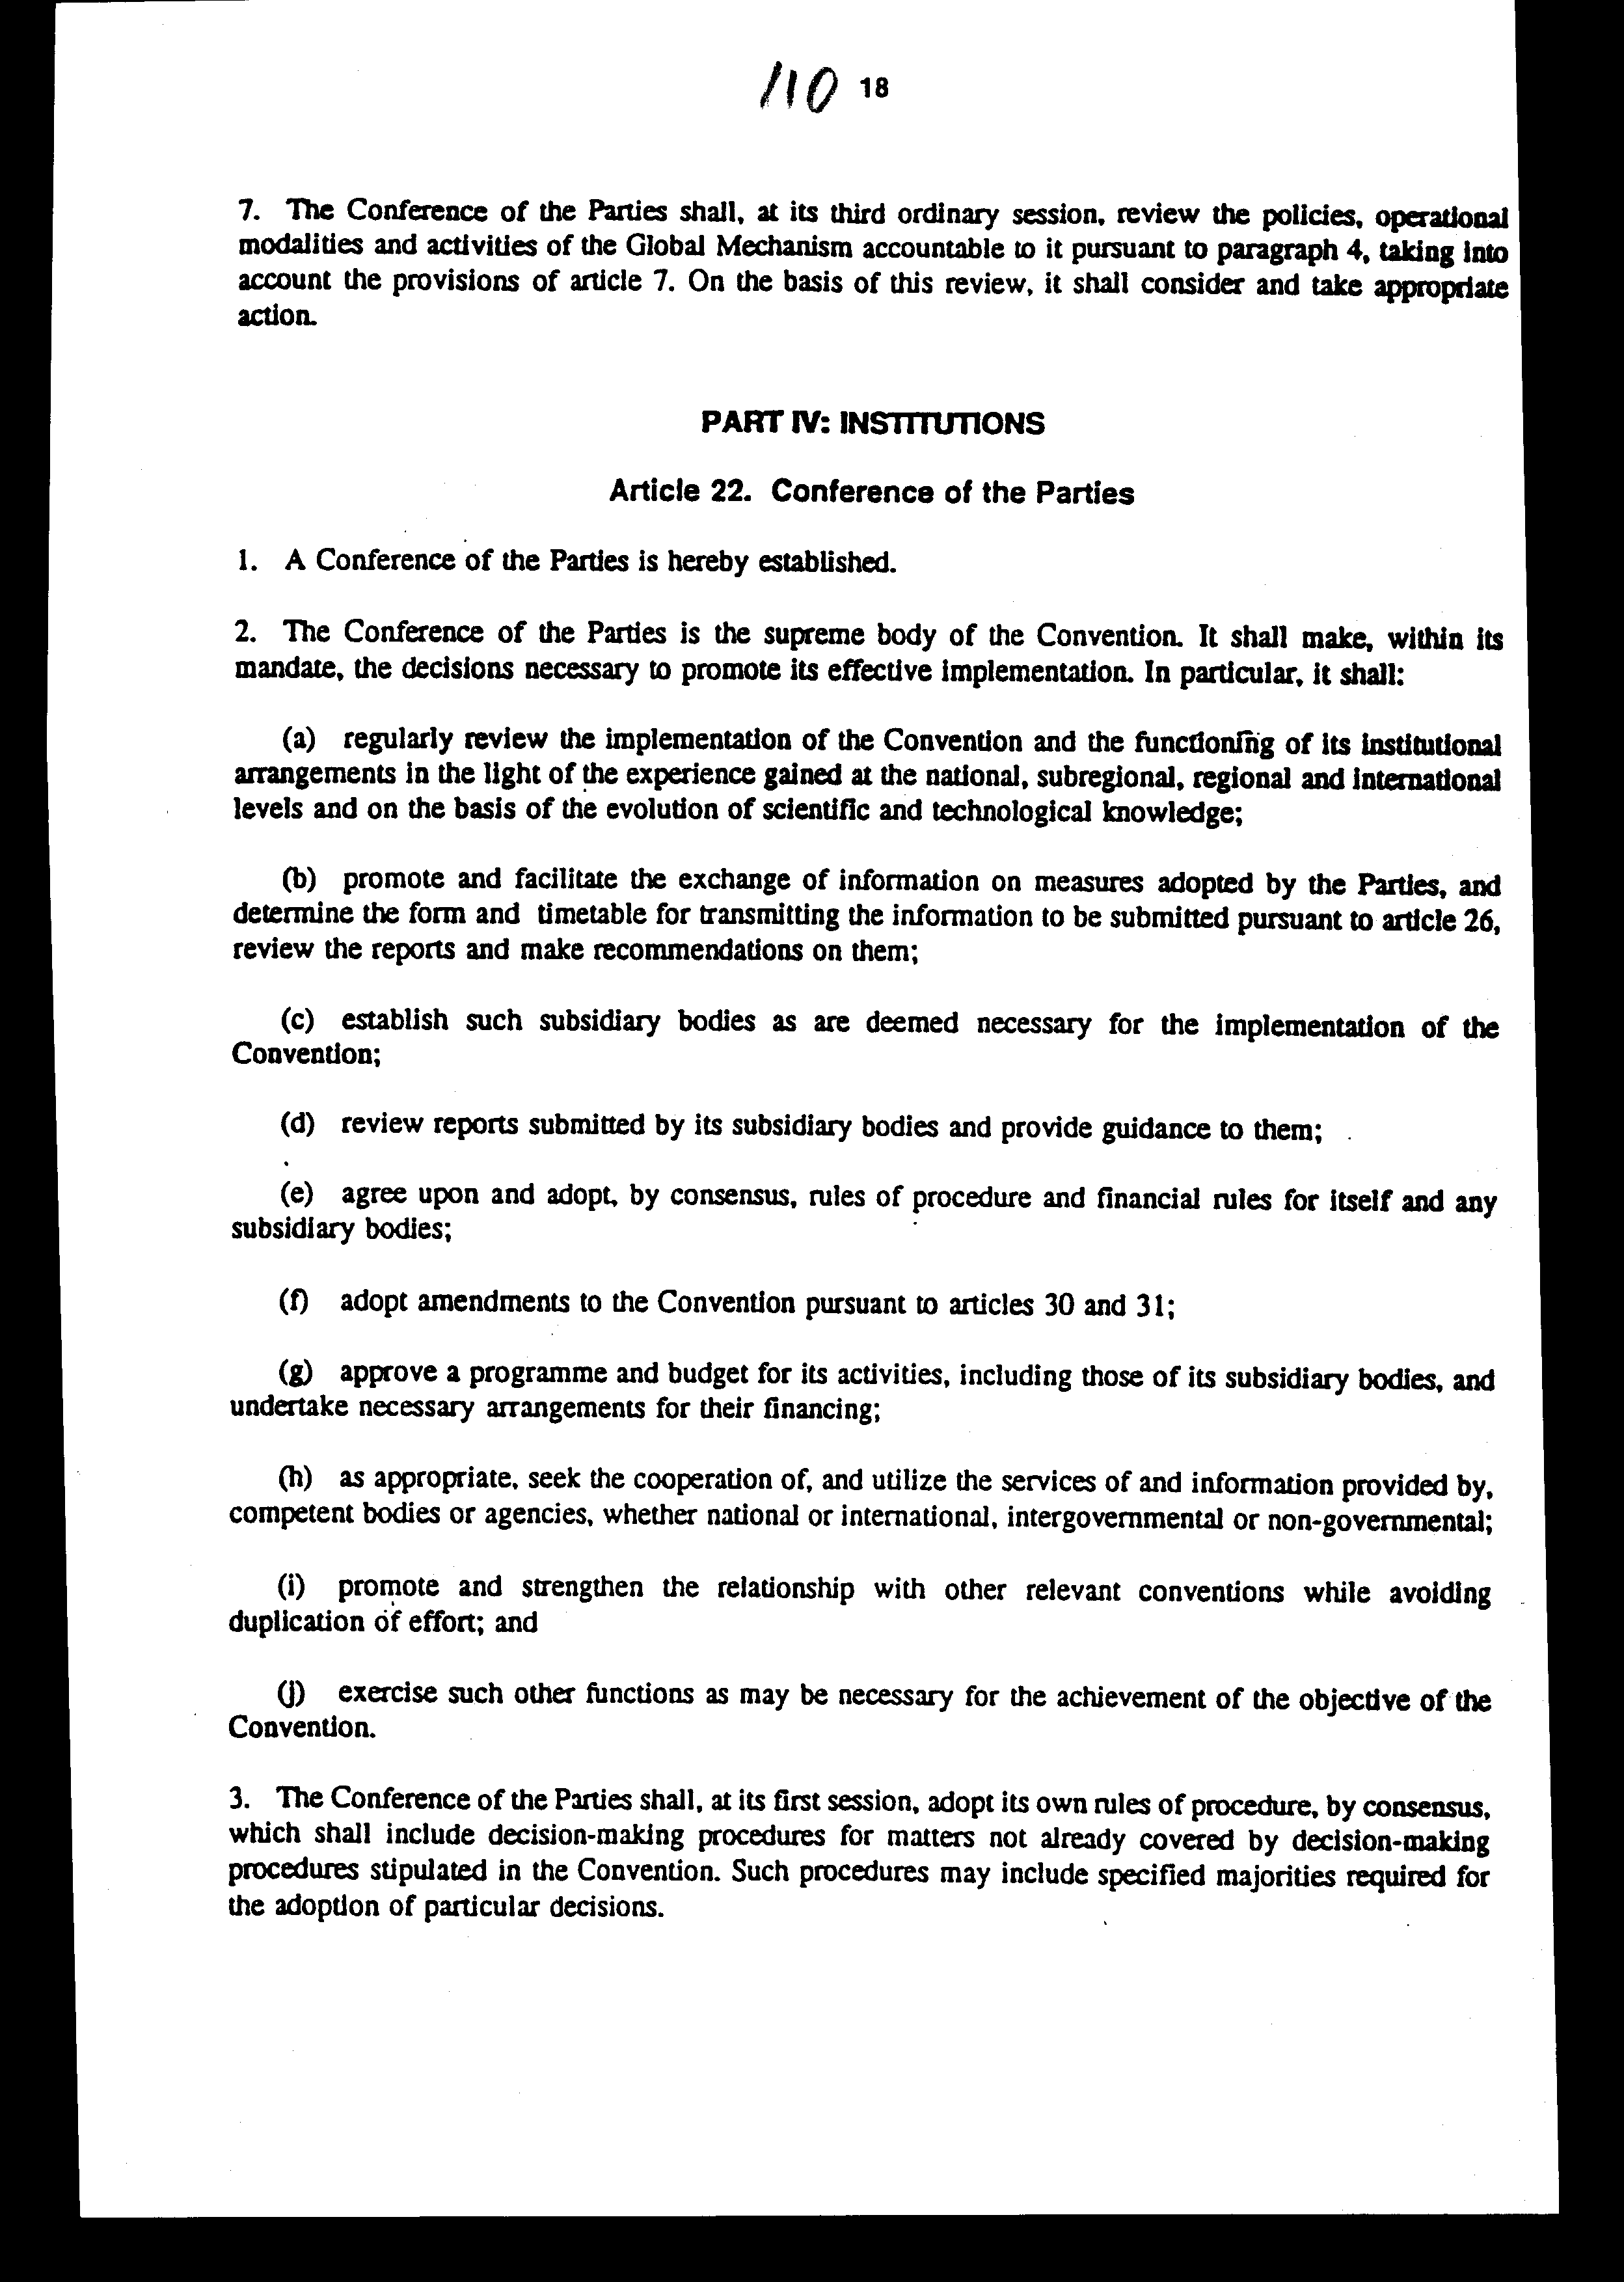 110 18
7. The Conference of the Parties shall, at its third ordinary session, review the policies, operational
modalities and activities of the Global Mechanism accountable to it pursuant to paragraph 4, taking into
account the provisions of article 7. On the basis of this review, it shall consider and take appropriate
action.
PART IV: INSTITUTIONS
Article 22. Conference of the Parties
1. A Conference of the Parties is hereby established.
2. The Conference of the Parties is the supreme body of the Convention. It shall make, within its
mandate, the decisions necessary to promote its effective implementation. In particular, it shall:
(a) regularly review the implementation of the Convention and the functioning of its institutional
arrangements in the light of the experience gained at the national, subregional, regional and international
levels and on the basis of the evolution of scientific and technological knowledge;
(b) promote and facilitate the exchange of information on measures adopted by the Parties, and
determine the form and timetable for transmitting the information to be submitted pursuant to article 26,
review the reports and make recommendations on them;
(c) establish such subsidiary bodies as are deemed necessary for the implementation of the
Convention;
(d) review reports submitted by its subsidiary bodies and provide guidance to them;
(e) agree upon and adopt, by consensus, rules of procedure and financial rules for itself and any
subsidiary bodies;
(f) adopt amendments to the Convention pursuant to articles 30 and 31;
(g) approve a programme and budget for its activities, including those of its subsidiary bodies, and
undertake necessary arrangements for their financing;
(h) as appropriate, seek the cooperation of, and utilize the services of and information provided by,
competent bodies or agencies, whether national or international, intergovernmental or non-governmental;
(i) promote and strengthen the relationship with other relevant conventions while avoiding
duplication of effort; and
(j) exercise such other functions as may be necessary for the achievement of the objective of the
Convention.
3. The Conference of the Parties shall, at its first session, adopt its own rules of procedure, by consensus,
which shall include decision-making procedures for matters not already covered by decision-making
procedures stipulated in the Convention. Such procedures may include specified majorities required for
the adoption of particular decisions.